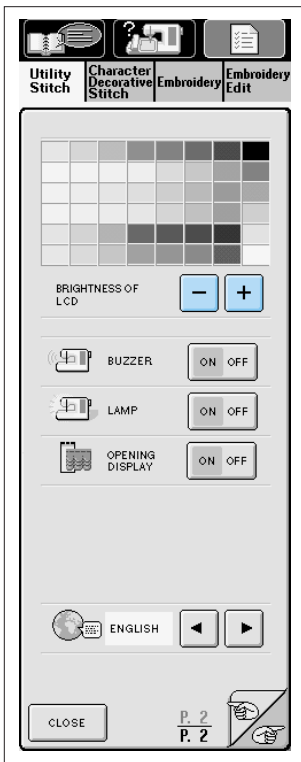 ?
Utility
Stitch
Character
Decorative
Stitch
Embroidery
Embroidery
Edit
BRIGHTNESS OF
LCD
− +
BUZZER
ON OFF
LAMP
ON OFF
OPENING
DISPLAY
ON OFF
ENGLISH
CLOSE
P. 2
P. 2